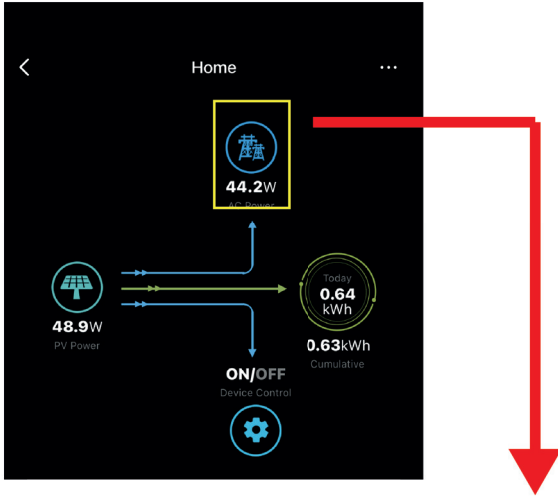 Home
44.2W
AC Power
Today
0.64
kWh
48.9W
PV Power
0.63kWh
Cumulative
ON/OFF
Device Control